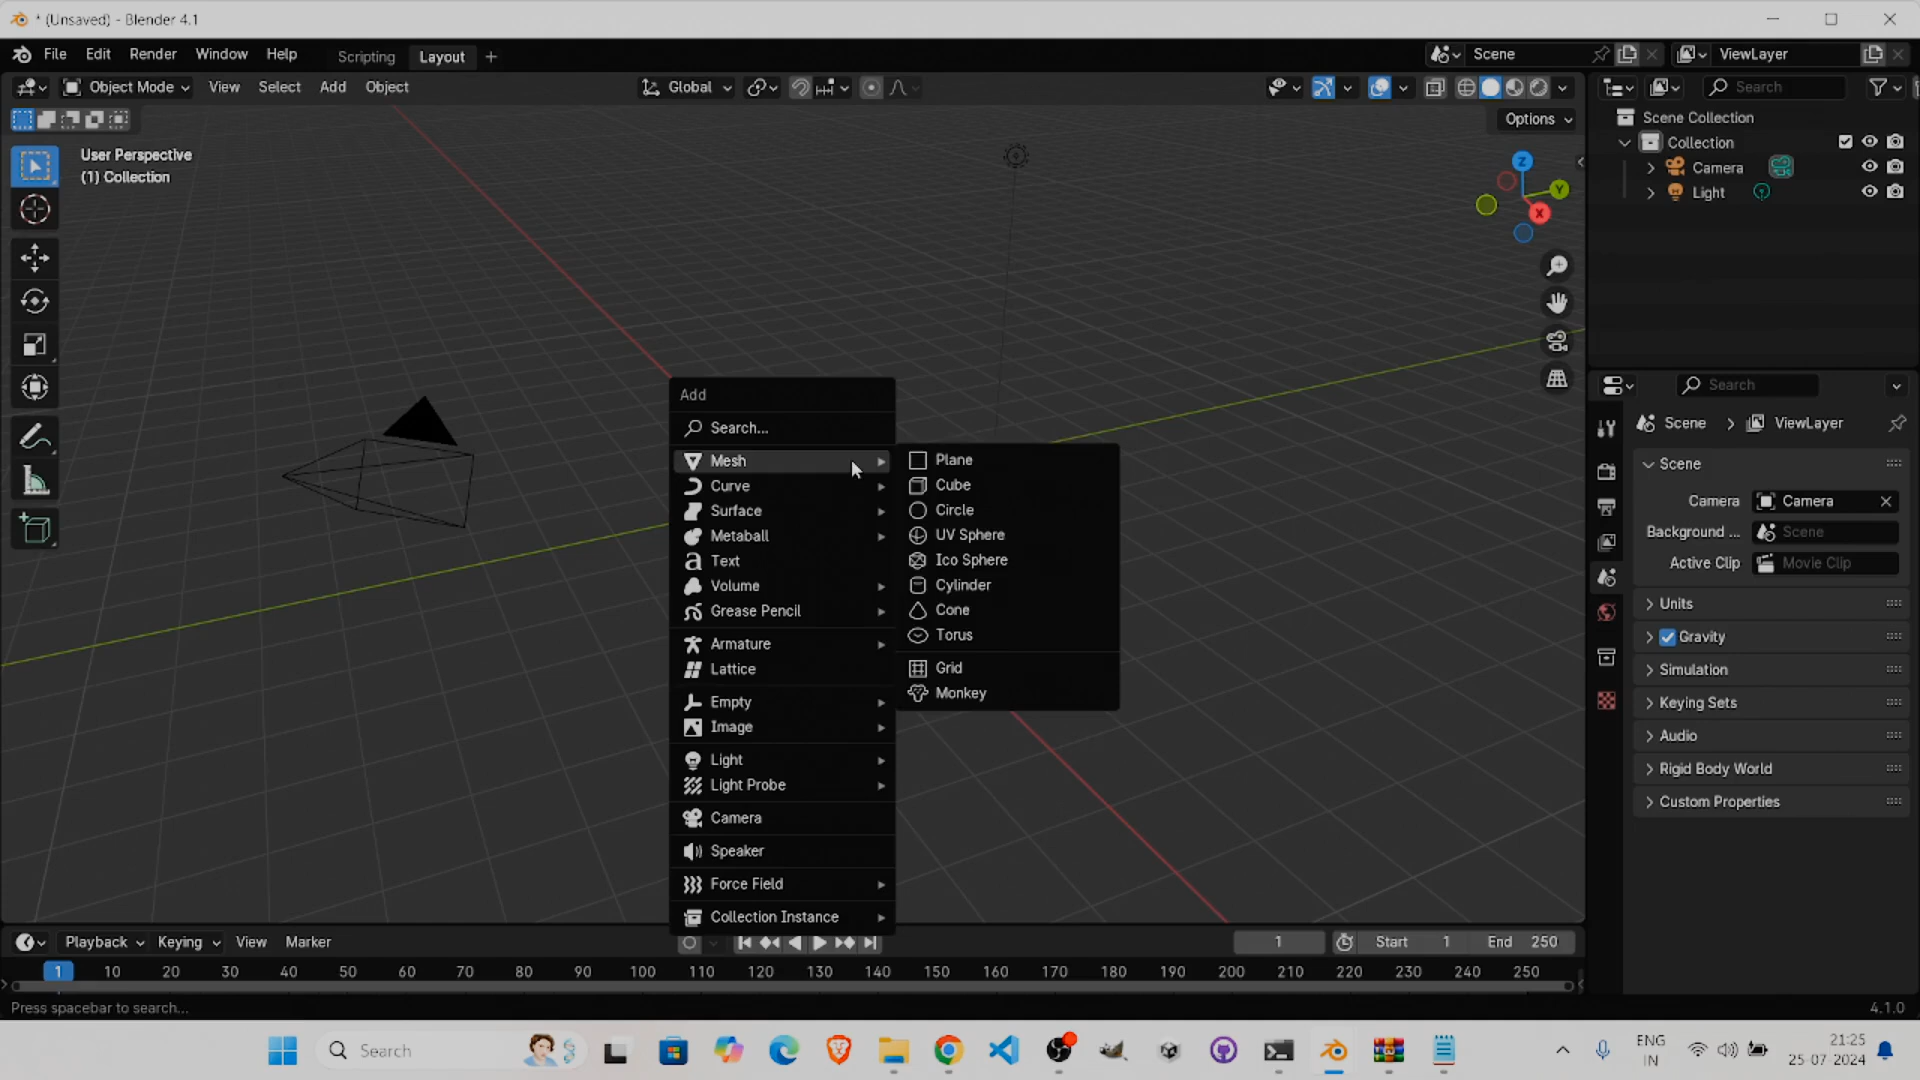 * (Unsaved) - Blender 4.1
File Edit Render Window Help Scripting Layout + Scene ViewLayer
Object Mode View Select Add Object Global Search
Options
User Perspective
(1) Collection
Z
Y
X
Scene Collection
Collection
Camera
Light
Add
Search...
Mesh
Curve
Surface
Metaball
Text
Volume
Grease Pencil
Armature
Lattice
Empty
Image
Light
Light Probe
Camera
Speaker
Force Field
Collection Instance
Plane
Cube
Circle
UV Sphere
Ico Sphere
Cylinder
Cone
Torus
Grid
Monkey
Search
Scene > ViewLayer
Scene
Camera Camera
Background ... Scene
Active Clip Movie Clip
Units
Gravity
Simulation
Keying Sets
Audio
Rigid Body World
Custom Properties
Playback Keying View Marker 1 Start 1 End 250
1 10 20 30 40 50 60 70 80 90 100 110 120 130 140 150 160 170 180 190 200 210 220 230 240 250
Press spacebar to search... 4.1.0
Search
ENG
IN
21:25
25-07-2024